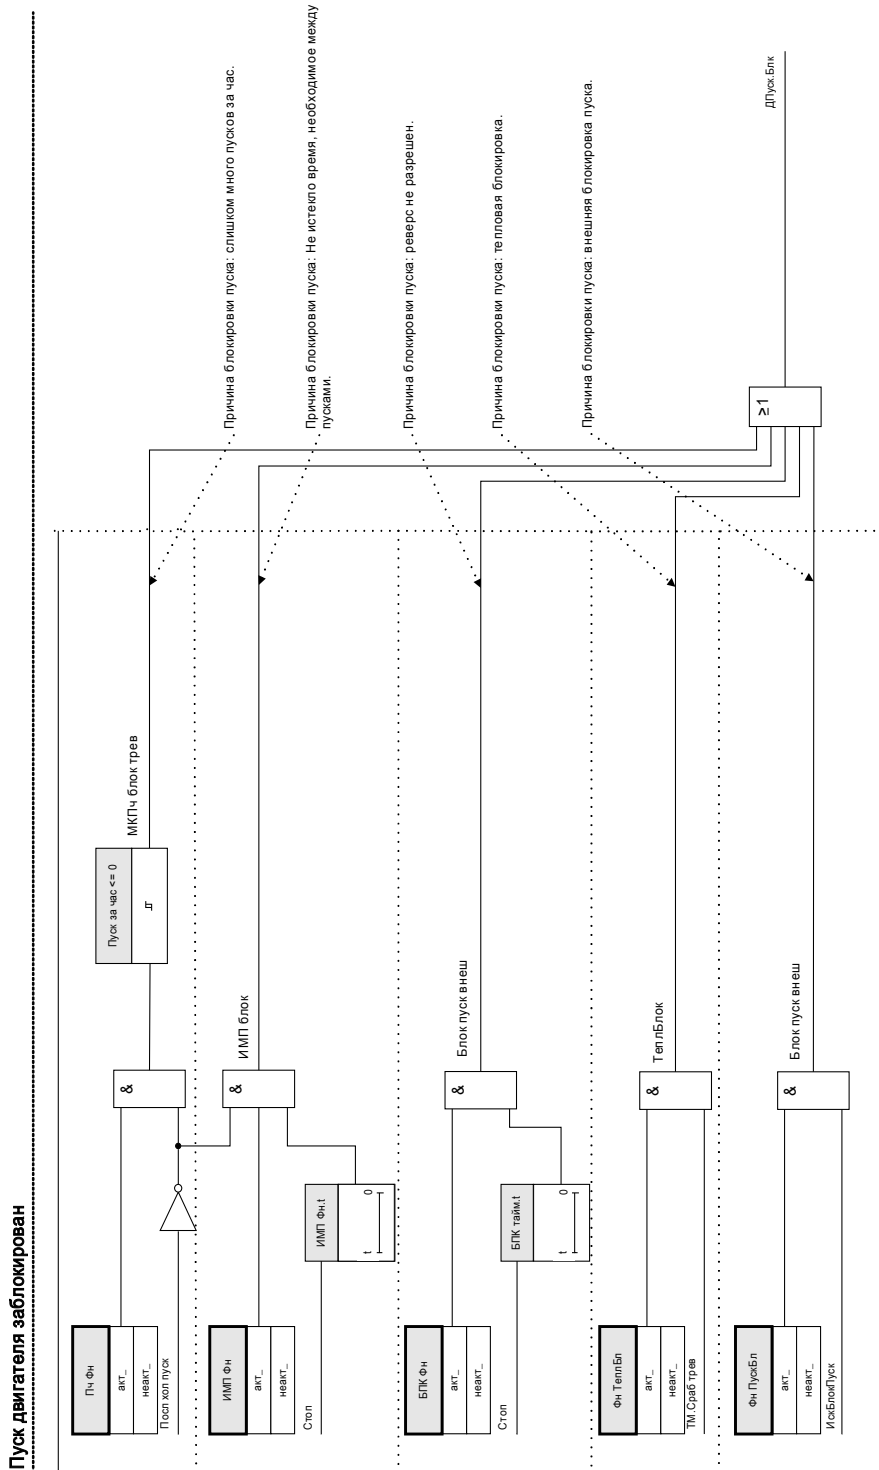 Пуск двигателя заблокирован
Пч Фн
акт_
неакт_
Посл хол пуск
&
Пуск за час <= 0
МКПч блок трев
Причина блокировки пуска: слишком много пусков за час.
ИМП Фн
акт_
неакт_
Стоп
ИМП Фн.t
t
0
&
ИМП блок
Причина блокировки пуска: Не истекло время, необходимое между
пусками.
БПК Фн
акт_
неакт_
Стоп
БПК тайм.t
t
0
&
Блок пуск внеш
Причина блокировки пуска: реверс не разрешен.
Фн ТеплБл
акт_
неакт_
ТМ.Сраб трев
&
ТеплБлок
Причина блокировки пуска: тепловая блокировка.
Фн ПускБл
акт_
неакт_
ИскБлокПуск
&
Блок пуск внеш
Причина блокировки пуска: внешняя блокировка пуска.
≥1
ДПуск.Блк